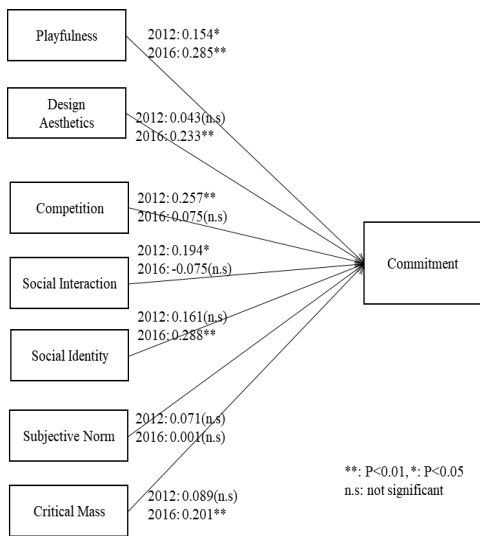 Playfulness
2012: 0.154*
2016: 0.285**
Design
Aesthetics
2012: 0.043(n.s)
2016: 0.233**
Competition
2012: 0.257**
2016: 0.075(n.s)
Social Interaction
2012: 0.194*
2016: -0.075(n.s)
Commitment
Social Identity
2012: 0.161(n.s)
2016: 0.288**
Subjective Norm
2012: 0.071(n.s)
2016: 0.001(n.s)
Critical Mass
2012: 0.089(n.s)
2016: 0.201**
**: P<0.01, *: P<0.05
n.s: not significant